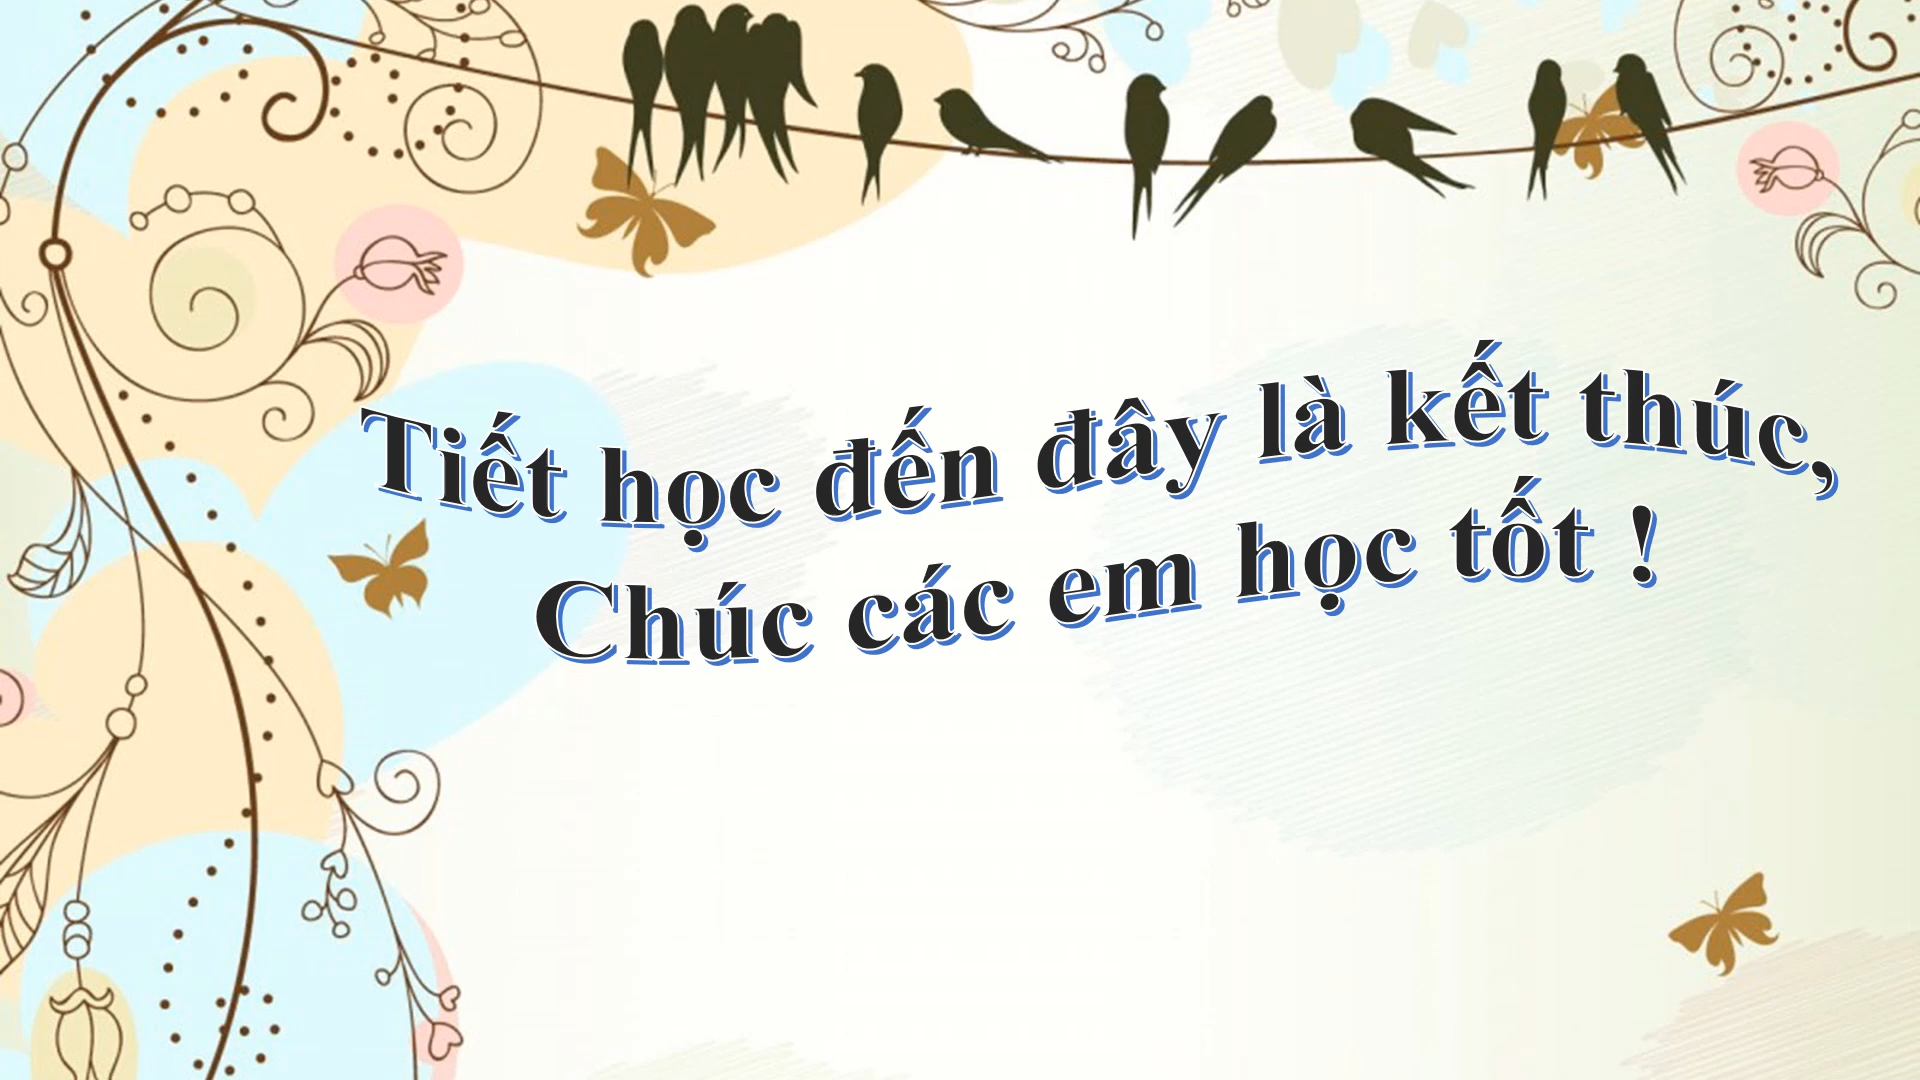 Tiết học đến đây là kết thúc,
Chúc các em học tốt !